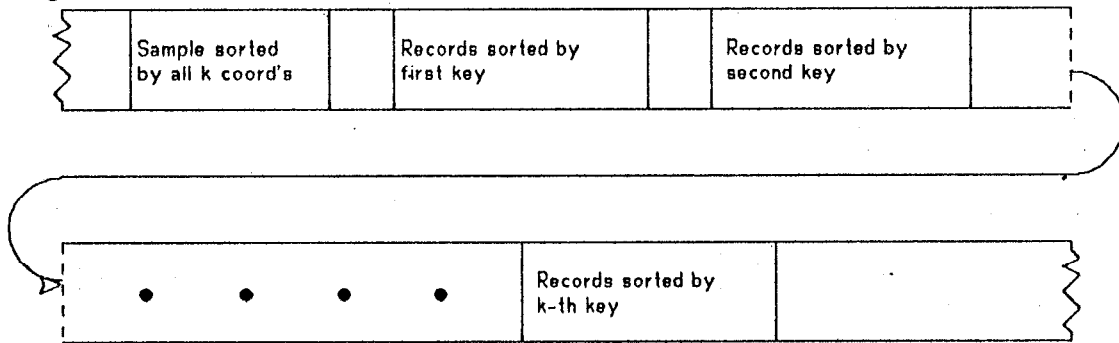 Sample sorted
by all k coord's
Records sorted by
first key
Records sorted by
second key
Records sorted by
k-th key